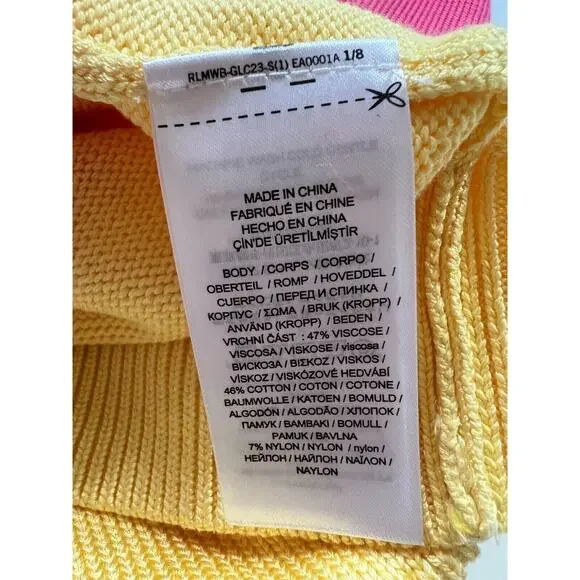 RLMWB-GLC23-S(1) EA0001A 1/8
MADE IN CHINA
FABRIQUÉ EN CHINE
HECHO EN CHINA
ÇIN'DE ÜRETİLMİŞTİR
BODY / CORPS / CORPO /
OBERTEIL / ROMP / HOVEDDEL /
CUERPO / ПЕРЕД И СПИНКА /
КОРПУС / ΣΩΜΑ / BRUK (KROPP) /
ANVÄND (KROPP) / BEDEN /
VRCHNÍ ČÁST : 47% VISCOSE /
VISCOSA / VISKOSE / viscosa /
ВИСКОЗА / ΒΙΣΚΟΖ / VISKOS /
VİSKOZ / VISKÓZOVÉ HEDVÁBÍ
46% COTTON / COTON / COTONE /
BAUMWOLLE / KATOEN / BOMULD /
ALGODÓN / ALGODÃO / ХЛОПОК /
ПАМУК / ΒΑΜΒΑΚΙ / BOMULL /
PAMUK / BAVLNA
7% NYLON / NYLON / nylon /
НЕЙЛОН / НАЙЛОН / ΝΑΪΛΟΝ /
NAYLON